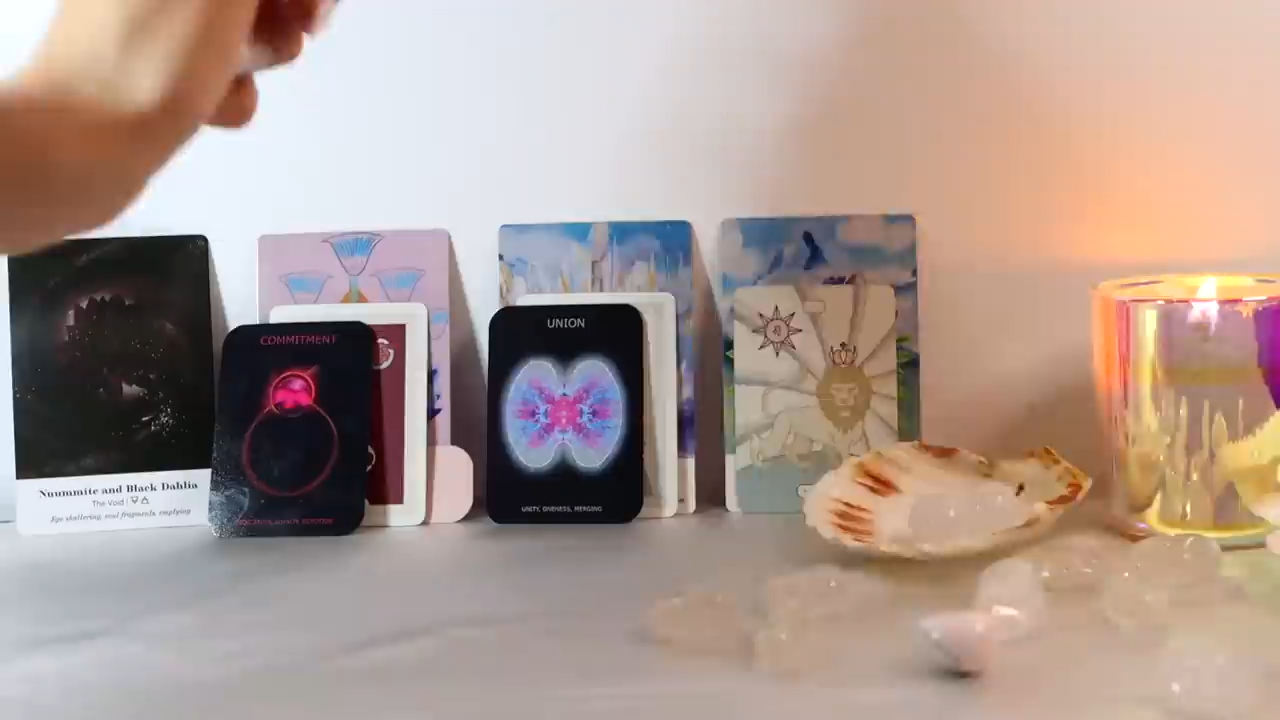 Nuummite and Black Dahlia
The Void |
Ego shattering, soul fragments, emptying
COMMITMENT
UNION
UNITY, ONENESS, MERGING